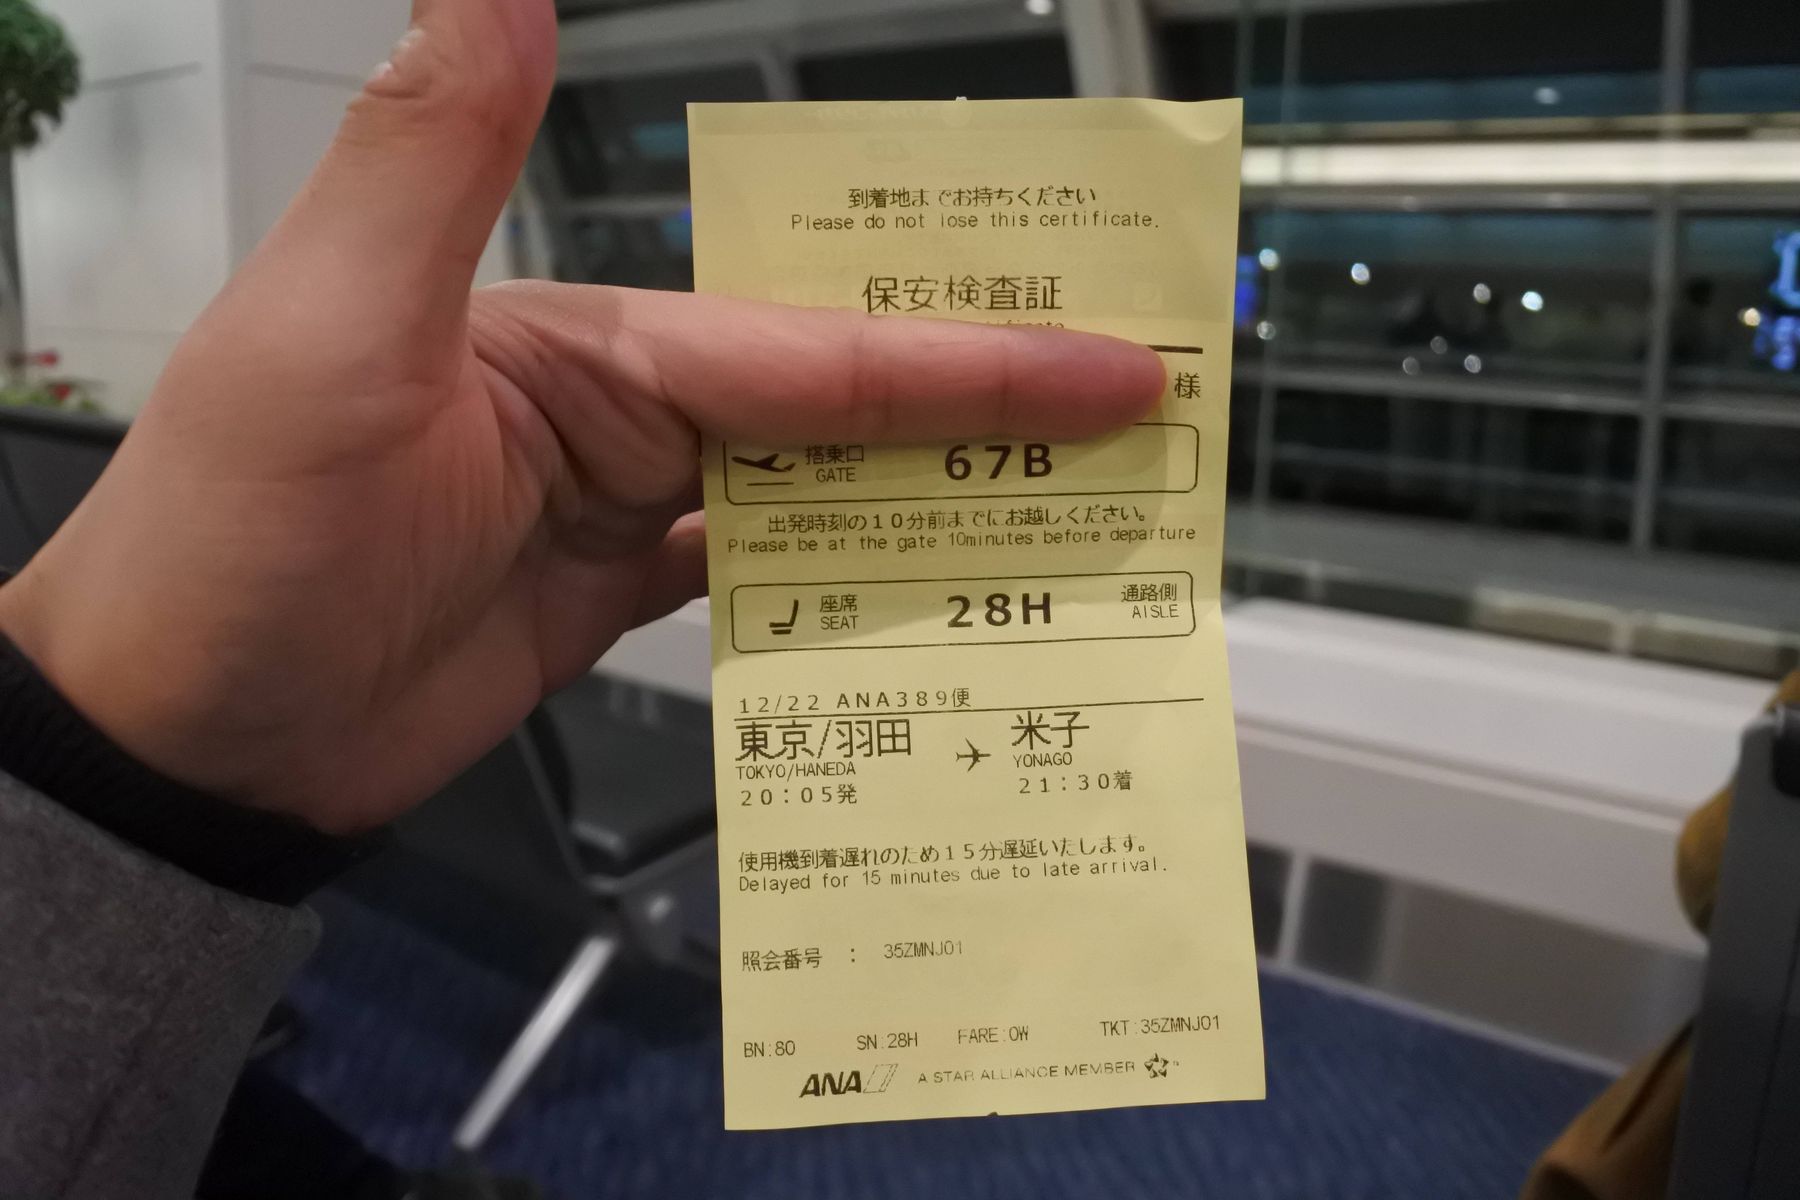 到着地までお持ちください
Please do not lose this certificate.
保安検査証
様
搭乗口
GATE
67B
出発時刻の10分前までにお越しください。
Please be at the gate 10minutes before departure
座席
SEAT
28H
通路側
AISLE
12/22 ANA389便
東京/羽田
TOKYO/HANEDA
20:05発
米子
YONAGO
21:30着
使用機到着遅れのため15分遅延いたします。
Delayed for 15 minutes due to late arrival.
照会番号 : 35ZMNJ01
BN:80 SN:28H FARE:OW TKT:35ZMNJ01
ANA A STAR ALLIANCE MEMBER